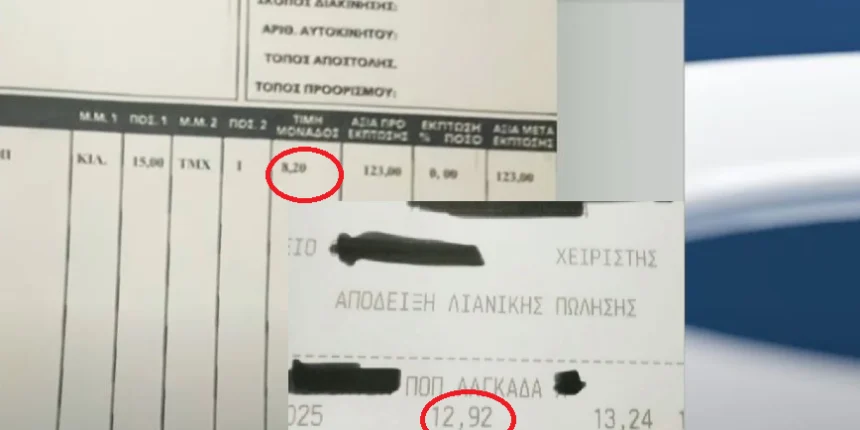 ΣΚΟΠΟΣ ΔΙΑΚΙΝΗΣΗΣ:
ΑΡΙΘ. ΑΥΤΟΚΙΝΗΤΟΥ:
ΤΟΠΟΣ ΑΠΟΣΤΟΛΗΣ.
ΤΟΠΟΣ ΠΡΟΟΡΙΣΜΟΥ:
Μ.Μ. 1 ΠΟΣ. 1 Μ.Μ. 2 ΠΟΣ. 2 ΤΙΜΗ ΜΟΝΑΔΟΣ ΑΞΙΑ ΠΡΟ ΕΚΠΤΩΣΗΣ ΕΚΠΤΩΣΗ % ΠΟΣΟ ΑΞΙΑ ΜΕΤΑ ΕΚΠΤΩΣΗΣ
ΚΙΛ. 15,00 ΤΜΧ 1 8,20 123,00 0,00 123,00
ΧΕΙΡΙΣΤΗΣ
ΑΠΟΔΕΙΞΗ ΛΙΑΝΙΚΗΣ ΠΩΛΗΣΗΣ
ΠΟΠ ΛΑΓΚΑΔΑ
025 12,92 13,24